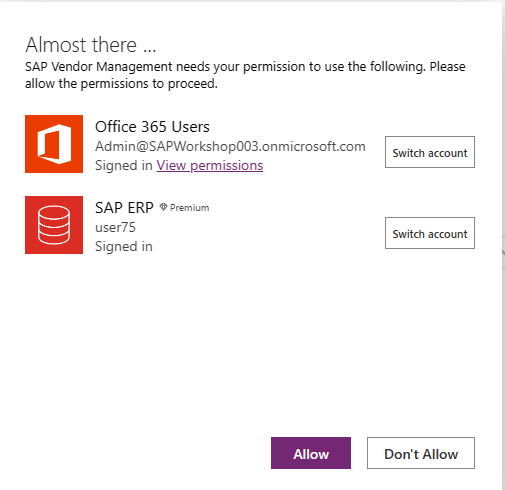 Almost there ...
SAP Vendor Management needs your permission to use the following. Please
allow the permissions to proceed.
Office 365 Users
Admin@SAPWorkshop003.onmicrosoft.com
Signed in View permissions
Switch account
SAP ERP Premium
user75
Signed in
Switch account
Allow
Don't Allow